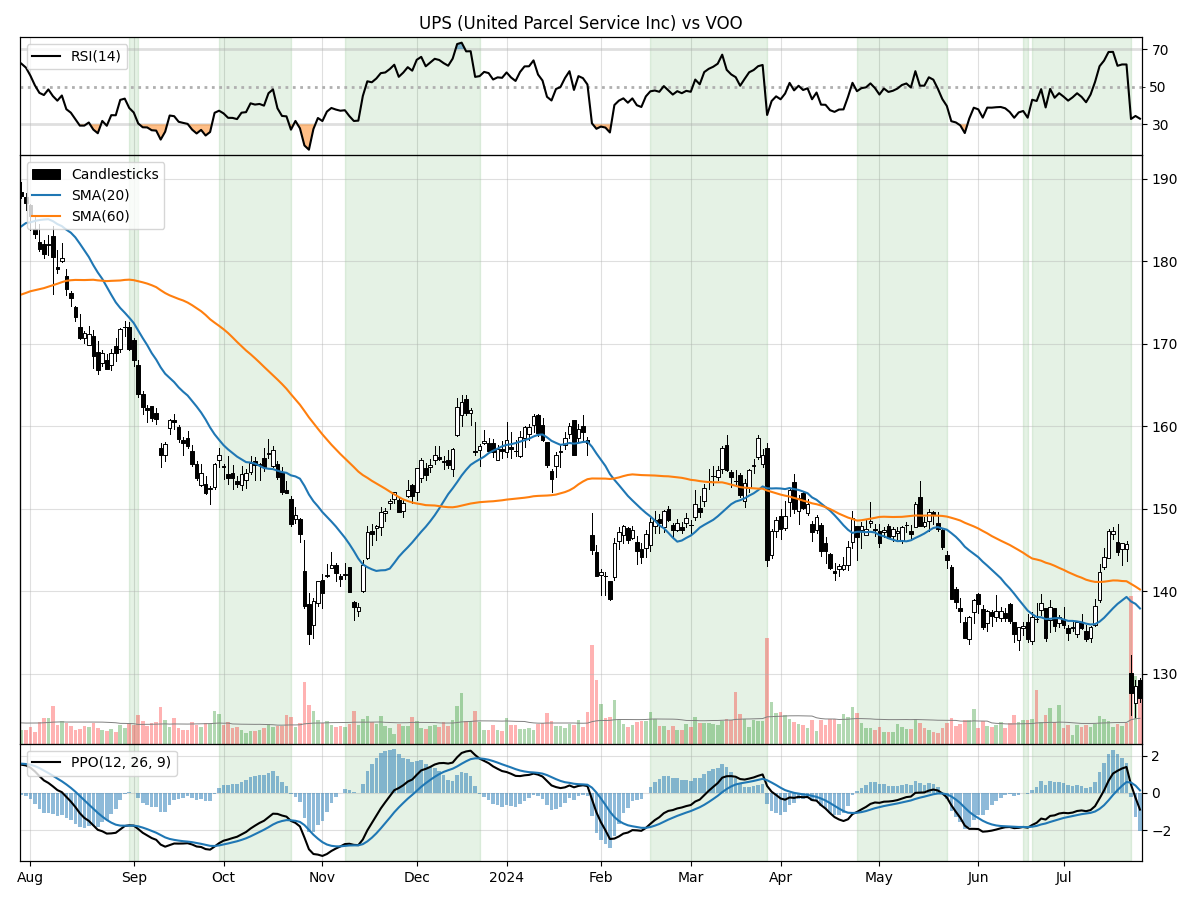 UPS (United Parcel Service Inc) vs VOO
RSI(14)
70
50
30
Candlesticks
SMA(20)
SMA(60)
190
180
170
160
150
140
130
PPO(12, 26, 9)
2
0
−2
Aug Sep Oct Nov Dec 2024 Feb Mar Apr May Jun Jul